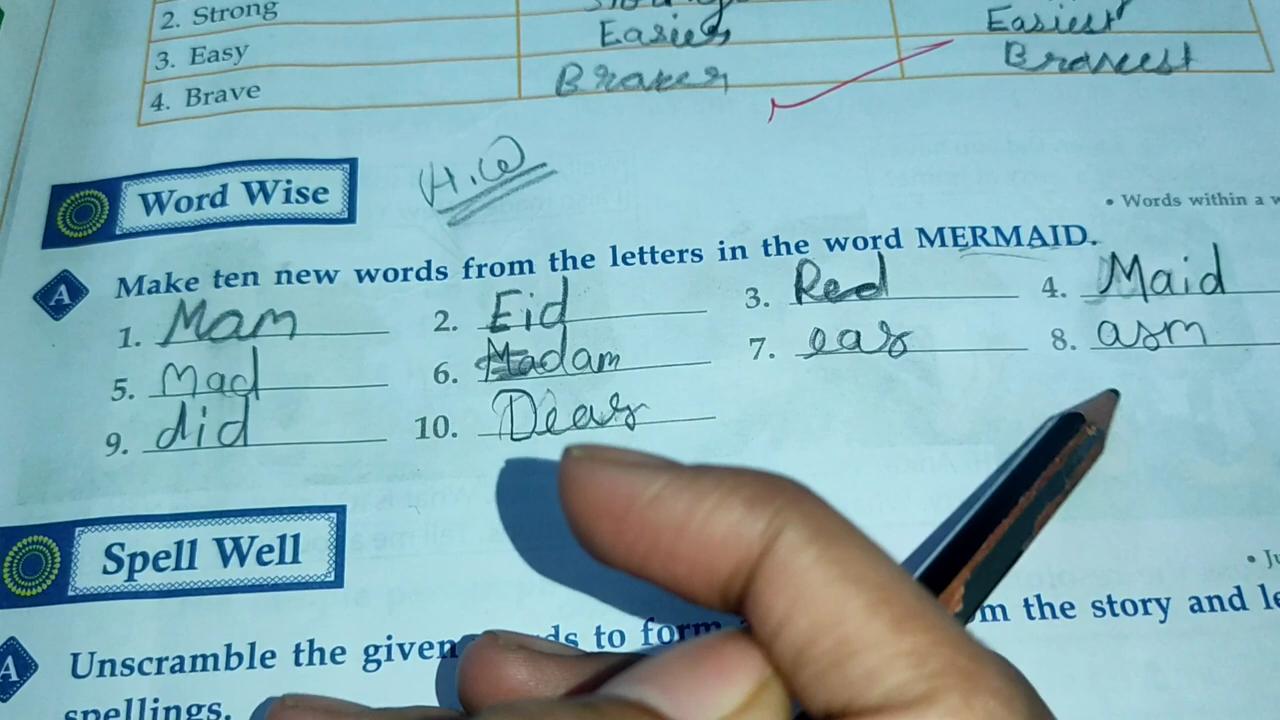 2. Strong
3. Easy Easier Easiest
4. Brave Braver Bravest
Word Wise H.W
• Words within a w
A Make ten new words from the letters in the word MERMAID.
1. Mam 2. Eid 3. Red 4. Maid
5. Mad 6. Madam 7. ear 8. arm
9. did 10. Dear
Spell Well
• Ju
A Unscramble the given ds to form m the story and le
spellings.